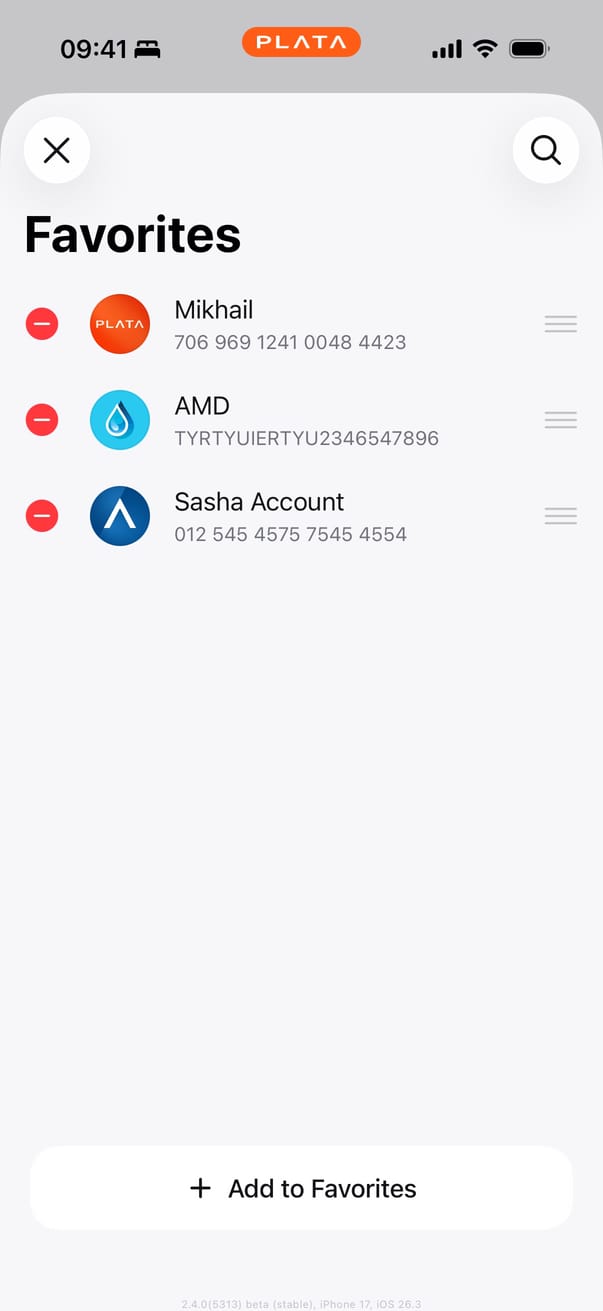 09:41
PLATA
Favorites
PLATA
Mikhail
706 969 1241 0048 4423
AMD
TYRTYUIERTYU2346547896
Sasha Account
012 545 4575 7545 4554
+ Add to Favorites
2.4.0(5313) beta (stable), iPhone 17, iOS 26.3